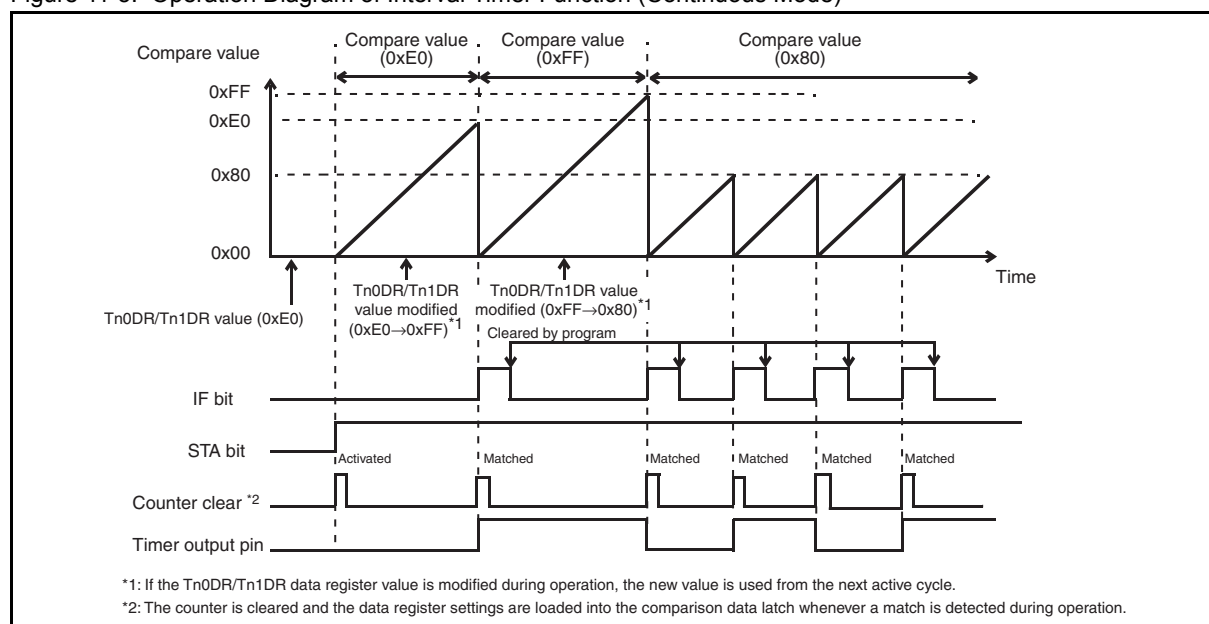 Figure 11-3. Operation Diagram of Interval Timer Function (Continuous Mode)
Compare value
Compare value
(0xE0)
Compare value
(0xFF)
Compare value
(0x80)
0xFF
0xE0
0x80
0x00
Time
Tn0DR/Tn1DR value (0xE0)
Tn0DR/Tn1DR
value modified
(0xE0→0xFF)*1
Tn0DR/Tn1DR value
modified (0xFF→0x80)*1
Cleared by program
IF bit
STA bit
Activated
Matched
Matched
Matched
Matched
Matched
Counter clear *2
Timer output pin
*1: If the Tn0DR/Tn1DR data register value is modified during operation, the new value is used from the next active cycle.
*2: The counter is cleared and the data register settings are loaded into the comparison data latch whenever a match is detected during operation.